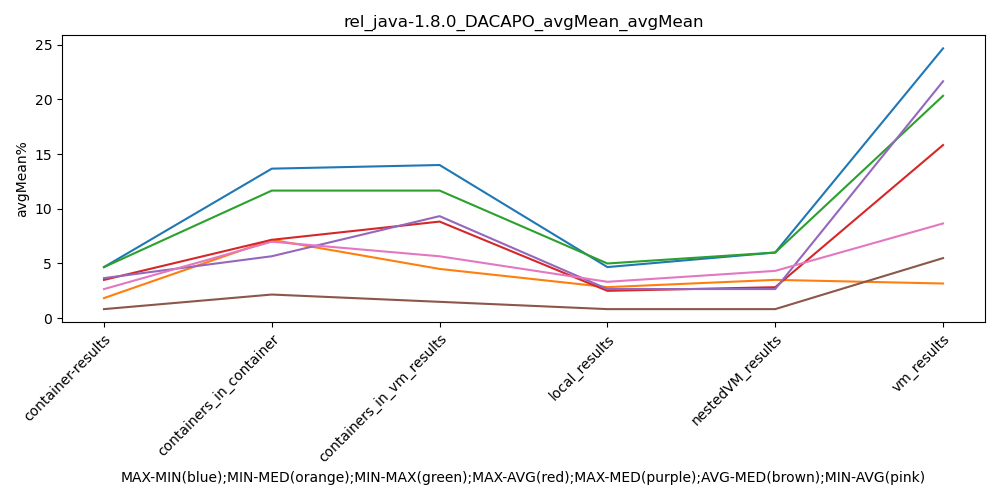 rel_java-1.8.0_DACAPO_avgMean_avgMean
avgMean%
25
20
15
10
5
0
container-results
containers_in_container
containers_in_vm_results
local_results
nestedVM_results
vm_results
MAX-MIN(blue);MIN-MED(orange);MIN-MAX(green);MAX-AVG(red);MAX-MED(purple);AVG-MED(brown);MIN-AVG(pink)